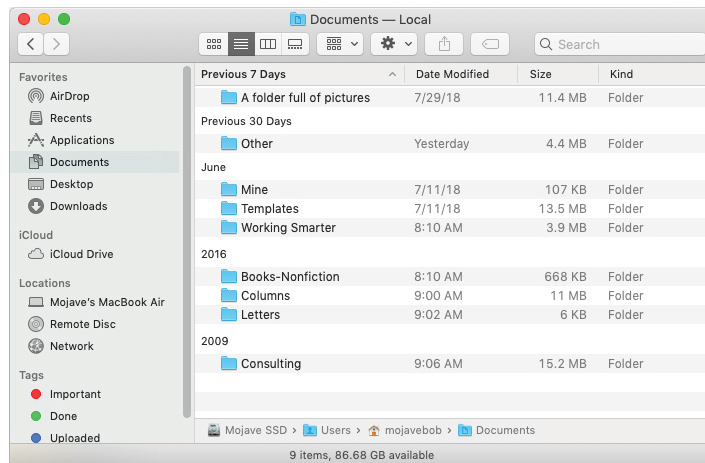 Documents — Local
Search
Favorites
AirDrop
Recents
Applications
Documents
Desktop
Downloads
iCloud
iCloud Drive
Locations
Mojave's MacBook Air
Remote Disc
Network
Tags
Important
Done
Uploaded
Previous 7 Days Date Modified Size Kind
A folder full of pictures 7/29/18 11.4 MB Folder
Previous 30 Days
Other Yesterday 4.4 MB Folder
June
Mine 7/11/18 107 KB Folder
Templates 7/11/18 13.5 MB Folder
Working Smarter 8:10 AM 3.9 MB Folder
2016
Books-Nonfiction 8:10 AM 668 KB Folder
Columns 9:00 AM 11 MB Folder
Letters 9:02 AM 6 KB Folder
2009
Consulting 9:06 AM 15.2 MB Folder
Mojave SSD › Users › mojavebob › Documents
9 items, 86.68 GB available